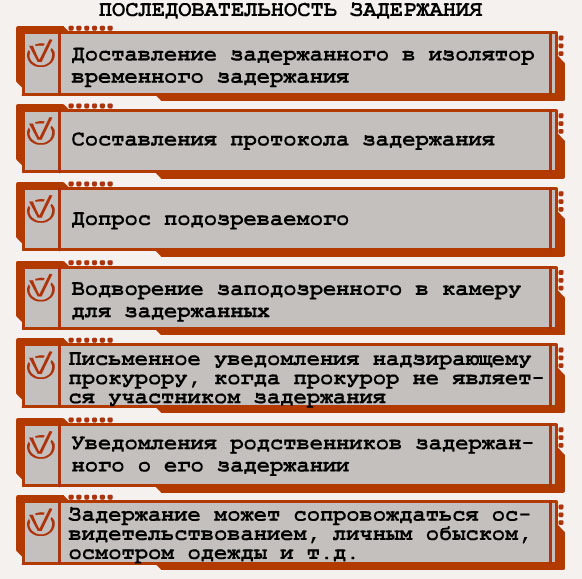 ПОСЛЕДОВАТЕЛЬНОСТЬ ЗАДЕРЖАНИЯ
Доставление задержанного в изолятор
временного задержания
Составления протокола задержания
Допрос подозреваемого
Водворение заподозренного в камеру
для задержанных
Письменное уведомления надзирающему
прокурору, когда прокурор не являет-
ся участником задержания
Уведомления родственников задержан-
ного о его задержании
Задержание может сопровождаться ос-
видетельствованием, личным обыском,
осмотром одежды и т.д.